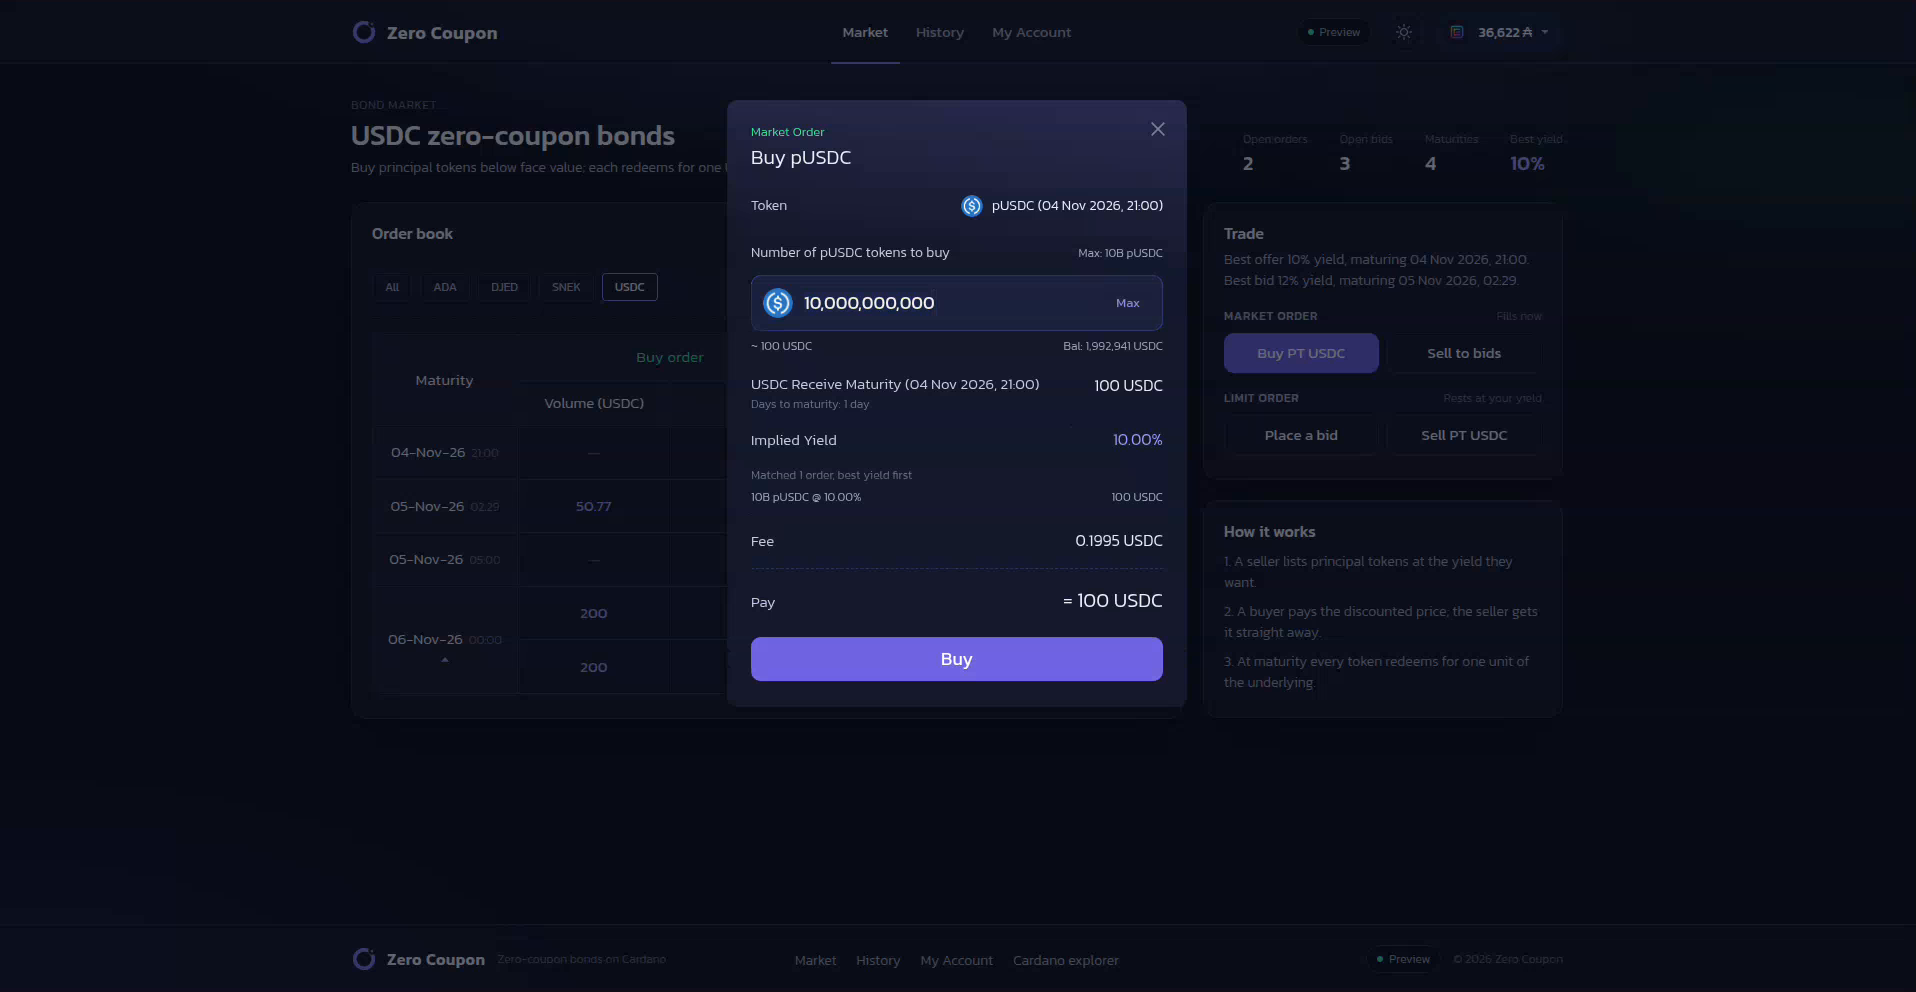 Zero Coupon
Market
History
My Account
Preview
36,622 ₳
BOND MARKET
USDC zero-coupon bonds
Buy principal tokens below face value: each redeems for one
Open orders
2
Open bids
3
Maturities
4
Best yield
10%
Order book
All
ADA
DJED
SNEK
USDC
Maturity
Buy order
Volume (USDC)
04-Nov-26 21:00
—
05-Nov-26 02:29
50.77
05-Nov-26 05:00
—
06-Nov-26 00:00
200
200
Market Order
Buy pUSDC
Token
pUSDC (04 Nov 2026, 21:00)
Number of pUSDC tokens to buy
Max: 10B pUSDC
10,000,000,000
Max
~ 100 USDC
Bal: 1,992,941 USDC
USDC Receive Maturity (04 Nov 2026, 21:00)
100 USDC
Days to maturity: 1 day
Implied Yield
10.00%
Matched 1 order, best yield first
10B pUSDC @ 10.00%
100 USDC
Fee
0.1995 USDC
Pay
= 100 USDC
Buy
Trade
Best offer 10% yield, maturing 04 Nov 2026, 21:00.
Best bid 12% yield, maturing 05 Nov 2026, 02:29.
MARKET ORDER
Fills now
Buy PT USDC
Sell to bids
LIMIT ORDER
Rests at your yield
Place a bid
Sell PT USDC
How it works
1. A seller lists principal tokens at the yield they
want.
2. A buyer pays the discounted price; the seller gets
it straight away.
3. At maturity every token redeems for one unit of
the underlying.
Zero Coupon
Zero-coupon bonds on Cardano
Market
History
My Account
Cardano explorer
Preview
© 2026 Zero Coupon